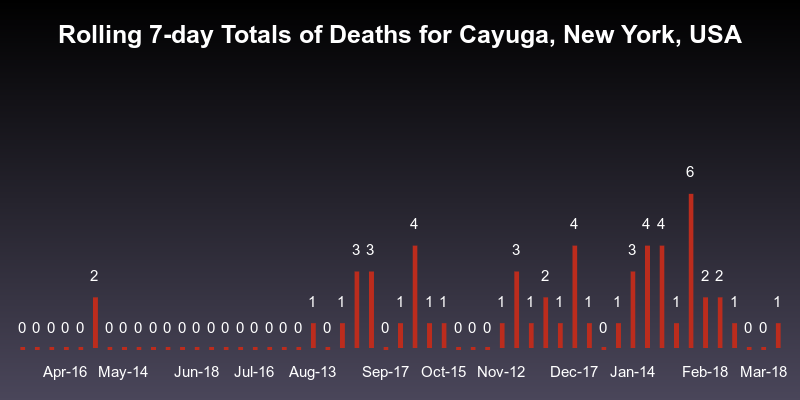 Rolling 7-day Totals of Deaths for Cayuga, New York, USA
6
4 4 4 4
3 3 3 3
2 2 2 2
1 1 1 1 1 1 1 1 1 1 1 1 1
0 0 0 0 0 0 0 0 0 0 0 0 0 0 0 0 0 0 0 0 0 0 0 0 0 0 0
Apr-16 May-14 Jun-18 Jul-16 Aug-13 Sep-17 Oct-15 Nov-12 Dec-17 Jan-14 Feb-18 Mar-18